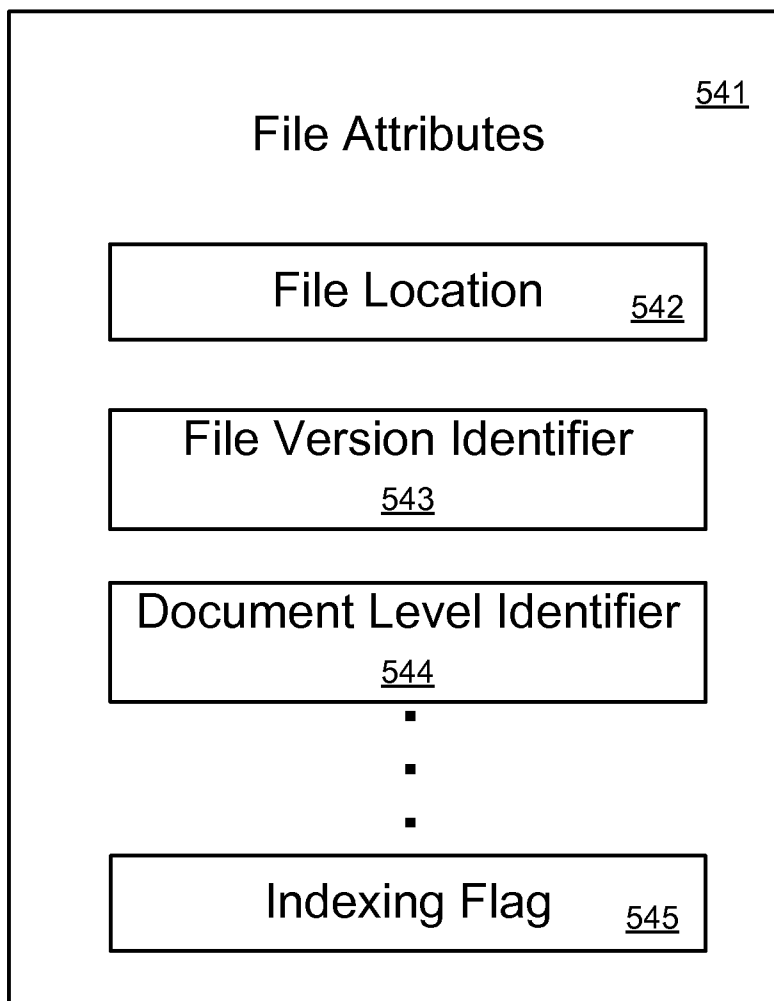 541
File Attributes
File Location
542
File Version Identifier
543
Document Level Identifier
544
Indexing Flag
545